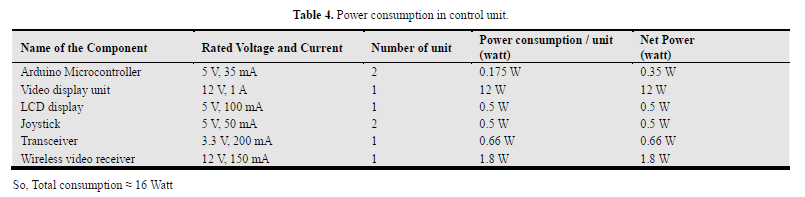 Table 4. Power consumption in control unit.
Name of the Component Rated Voltage and Current Number of unit Power consumption / unit (watt) Net Power (watt)
Arduino Microcontroller 5 V, 35 mA 2 0.175 W 0.35 W
Video display unit 12 V, 1 A 1 12 W 12 W
LCD display 5 V, 100 mA 1 0.5 W 0.5 W
Joystick 5 V, 50 mA 2 0.5 W 0.5 W
Transceiver 3.3 V, 200 mA 1 0.66 W 0.66 W
Wireless video receiver 12 V, 150 mA 1 1.8 W 1.8 W
So, Total consumption ≈ 16 Watt